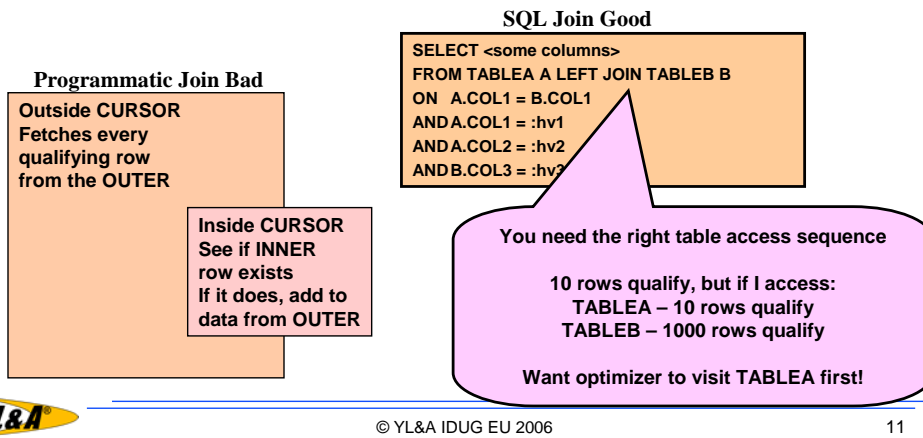 SQL Join Good
Programmatic Join Bad
Outside CURSOR
Fetches every
qualifying row
from the OUTER
Inside CURSOR
See if INNER
row exists
If it does, add to
data from OUTER
SELECT <some columns>
FROM TABLEA A LEFT JOIN TABLEB B
ON A.COL1 = B.COL1
AND A.COL1 = :hv1
AND A.COL2 = :hv2
AND B.COL3 = :hv3
You need the right table access sequence
10 rows qualify, but if I access:
TABLEA – 10 rows qualify
TABLEB – 1000 rows qualify
Want optimizer to visit TABLEA first!
L&A®
© YL&A IDUG EU 2006
11